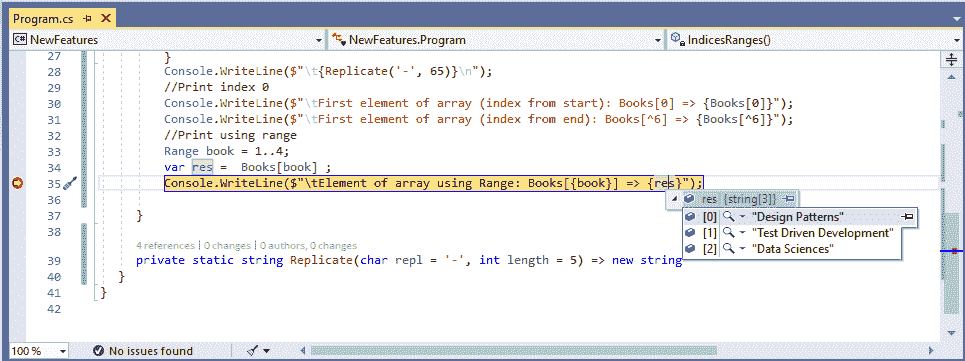 Program.cs
NewFeatures NewFeatures.Program IndicesRanges()
27 }
28 Console.WriteLine($"\t{Replicate('-', 65)}\n");
29 //Print index 0
30 Console.WriteLine($"\tFirst element of array (index from start): Books[0] => {Books[0]}");
31 Console.WriteLine($"\tFirst element of array (index from end): Books[^6] => {Books[^6]}");
32 //Print using range
33 Range book = 1..4;
34 var res = Books[book] ;
35 Console.WriteLine($"\tElement of array using Range: Books[{book}] => {res}");
36
res {string[3]}
37 }
[0] "Design Patterns"
[1] "Test Driven Development"
38
[2] "Data Sciences"
4 references | 0 changes | 0 authors, 0 changes
39 private static string Replicate(char repl = '-', int length = 5) => new string
40 }
41 }
42
100 % No issues found